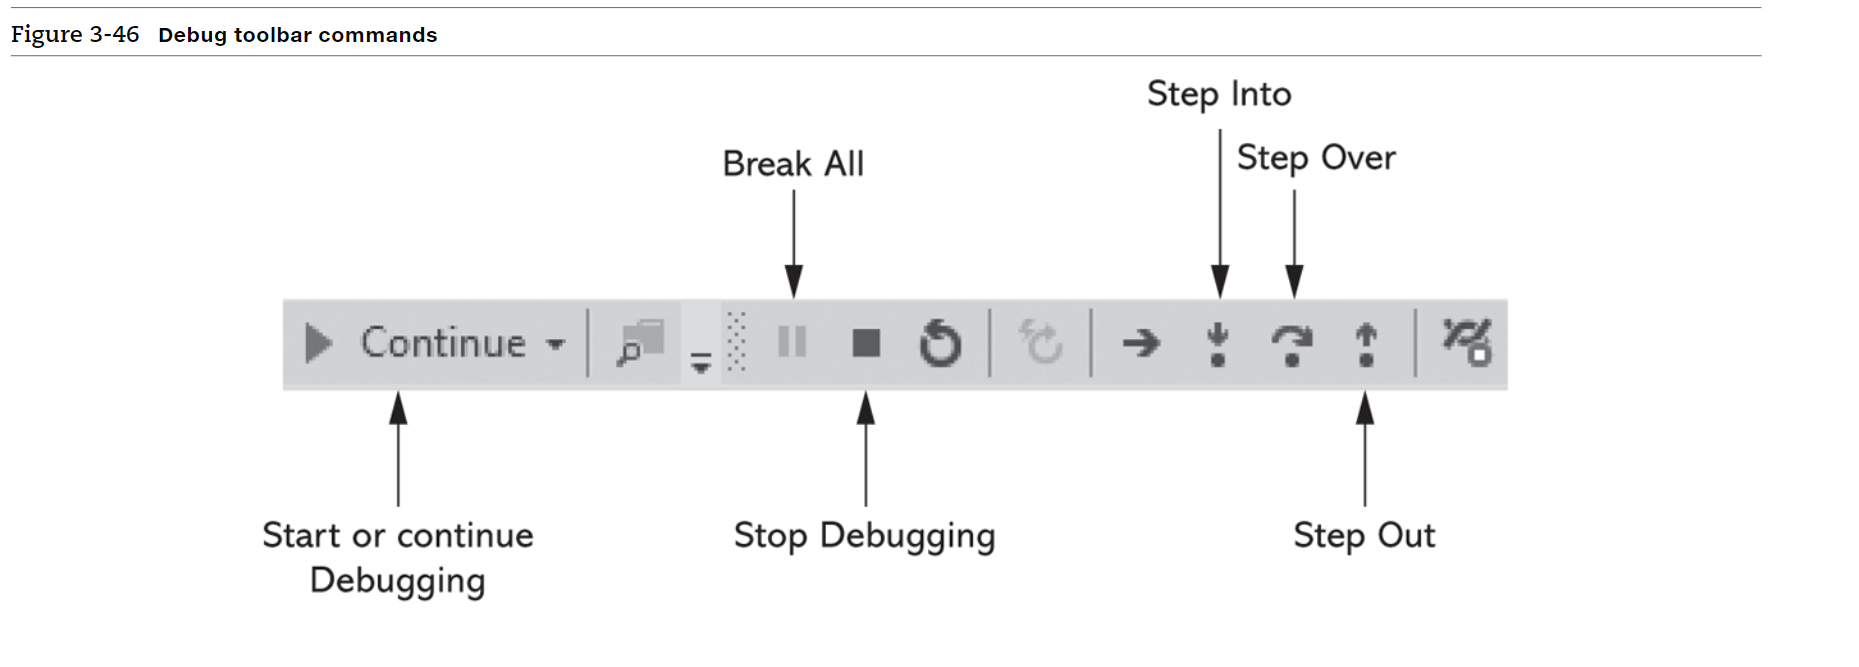 Figure 3-46 Debug toolbar commands
Step Into
Break All
Step Over
Continue
Start or continue
Debugging
Stop Debugging
Step Out